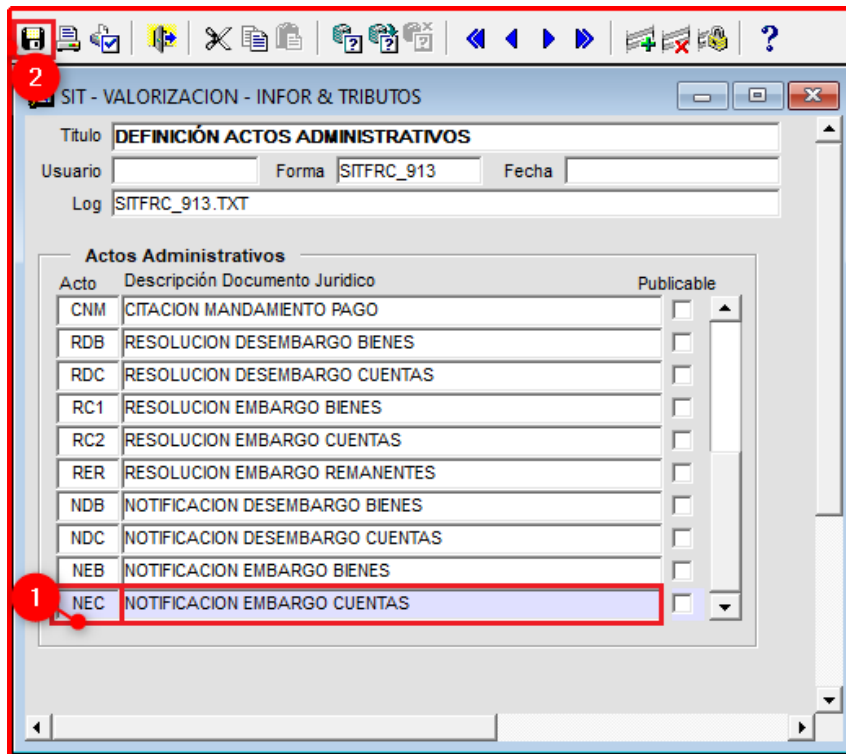 2
SIT - VALORIZACION - INFOR & TRIBUTOS
Titulo DEFINICIÓN ACTOS ADMINISTRATIVOS
Usuario Forma SITFRC_913 Fecha
Log SITFRC_913.TXT
Actos Administrativos
Acto Descripción Documento Juridico Publicable
CNM CITACION MANDAMIENTO PAGO
RDB RESOLUCION DESEMBARGO BIENES
RDC RESOLUCION DESEMBARGO CUENTAS
RC1 RESOLUCION EMBARGO BIENES
RC2 RESOLUCION EMBARGO CUENTAS
RER RESOLUCION EMBARGO REMANENTES
NDB NOTIFICACION DESEMBARGO BIENES
NDC NOTIFICACION DESEMBARGO CUENTAS
NEB NOTIFICACION EMBARGO BIENES
1 NEC NOTIFICACION EMBARGO CUENTAS